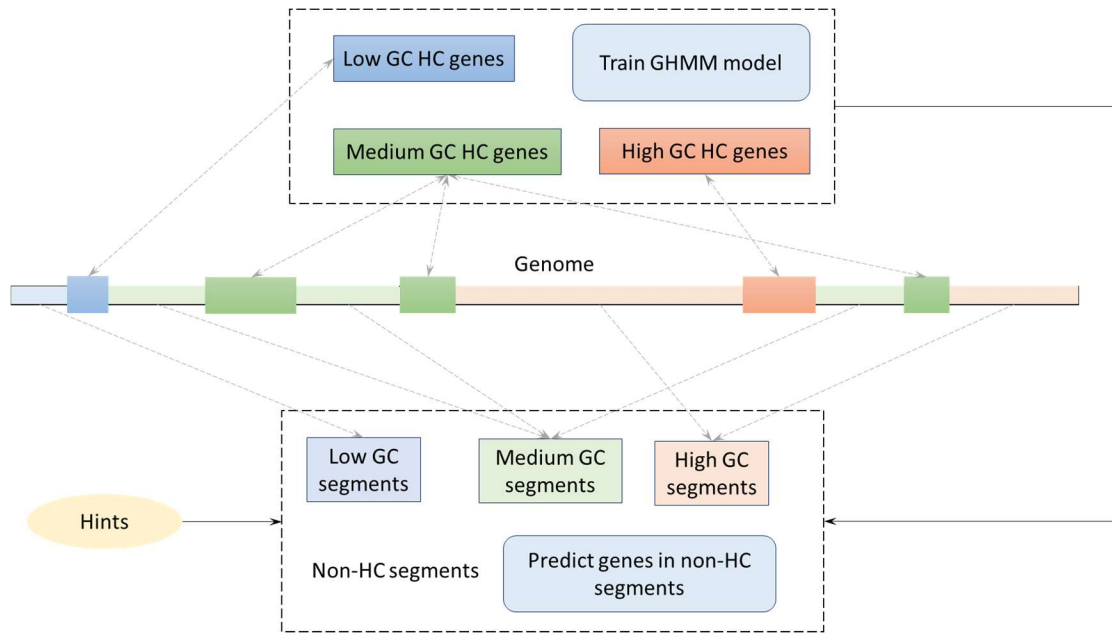 Low GC HC genes
Train GHMM model
Medium GC HC genes
High GC HC genes
Genome
Low GC
segments
Medium GC
segments
High GC
segments
Hints
Non-HC segments
Predict genes in non-HC
segments